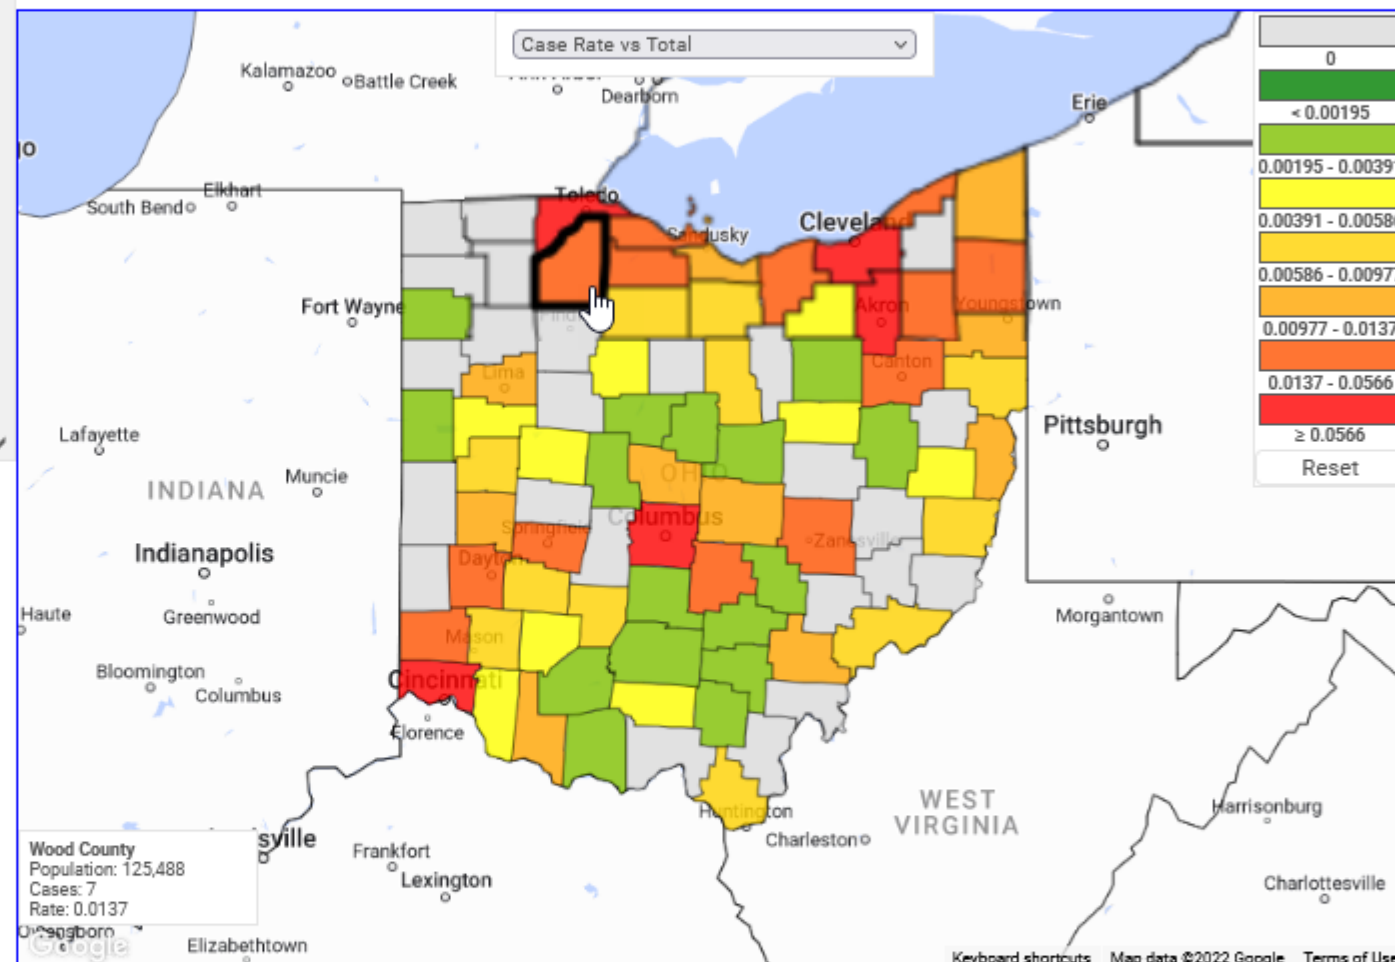 Case Rate vs Total
0
< 0.00195
0.00195 - 0.0039
0.00391 - 0.0058
0.00586 - 0.0097
0.00977 - 0.0137
0.0137 - 0.0566
≥ 0.0566
Reset
Kalamazoo
Battle Creek
Dearborn
Erie
Elkhart
South Bend
Toledo
Cleveland
Sandusky
Fort Wayne
Akron
Youngstown
Lima
Canton
Lafayette
Pittsburgh
Muncie
INDIANA
OHIO
Columbus
Springfield
Zanesville
Indianapolis
Dayton
Greenwood
Haute
Morgantown
Mason
Bloomington
Columbus
Cincinnati
Florence
WEST
VIRGINIA
Huntington
Harrisonburg
Charleston
sville
Frankfort
Lexington
Charlottesville
Wood County
Population: 125,488
Cases: 7
Rate: 0.0137
Google
Elizabethtown
Keyboard shortcuts
Map data ©2022 Google
Terms of Use